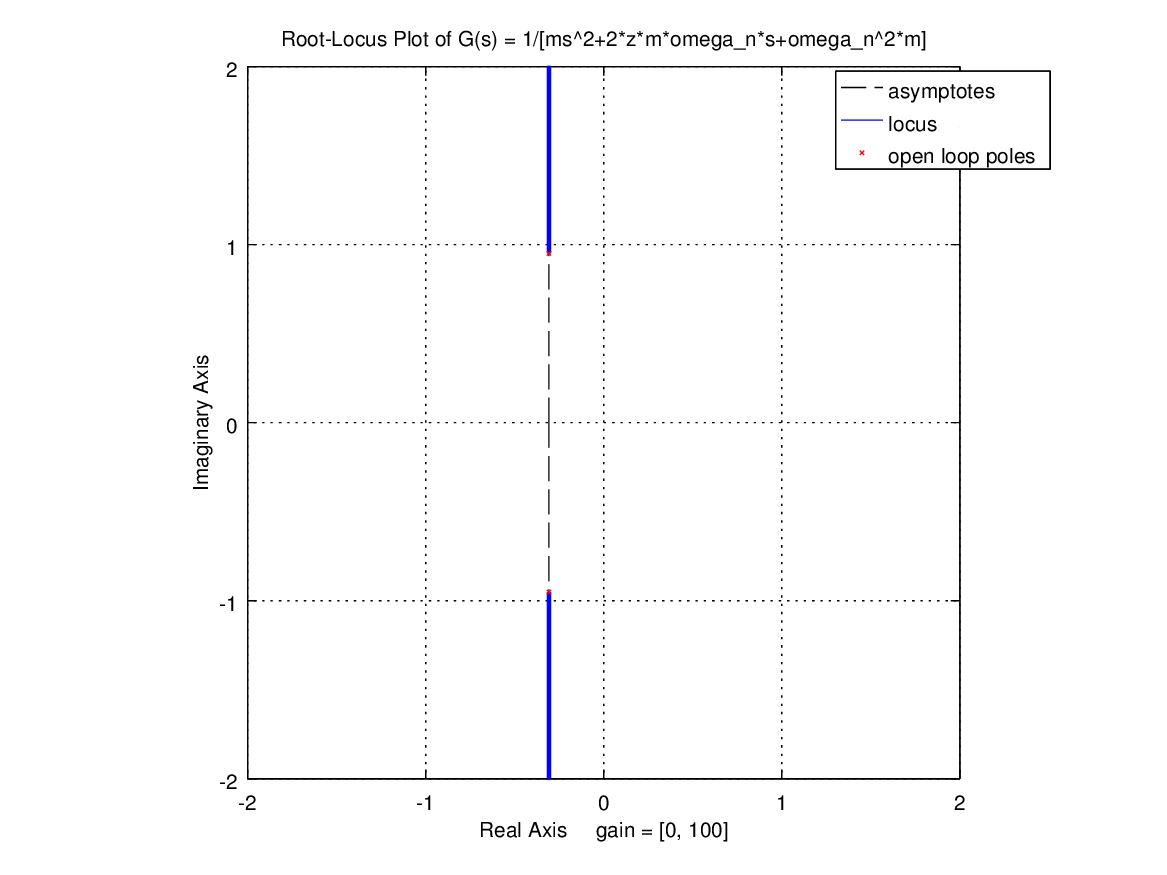 Root-Locus Plot of G(s) = 1/[ms^2+2*z*m*omega_n*s+omega_n^2*m]
asymptotes
locus
open loop poles
2
1
0
-1
-2
Imaginary Axis
-2 -1 0 1 2
Real Axis gain = [0, 100]